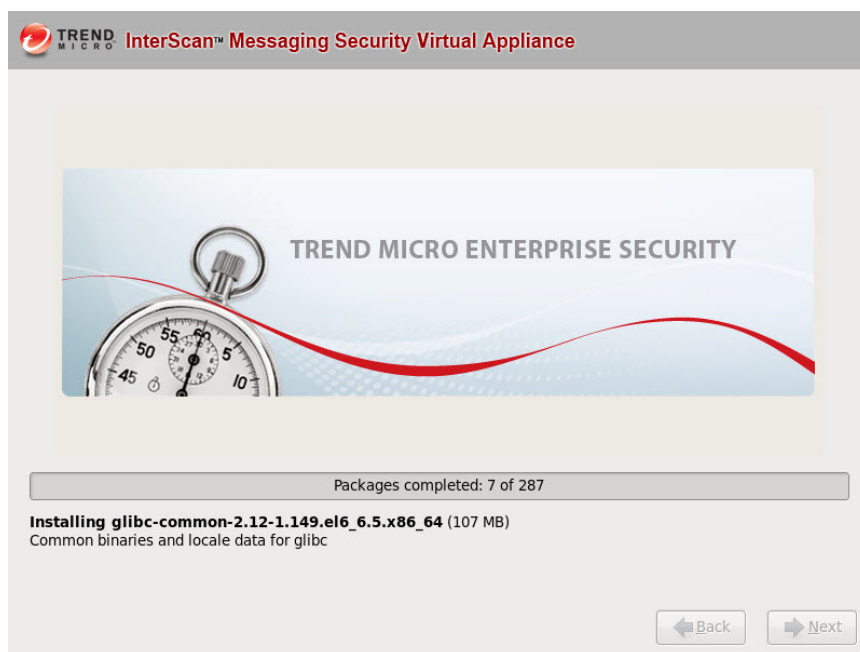 TREND MICRO InterScan™ Messaging Security Virtual Appliance
TREND MICRO ENTERPRISE SECURITY
55 60 5
50
45 10
Packages completed: 7 of 287
Installing glibc-common-2.12-1.149.el6_6.5.x86_64 (107 MB)
Common binaries and locale data for glibc
Back Next